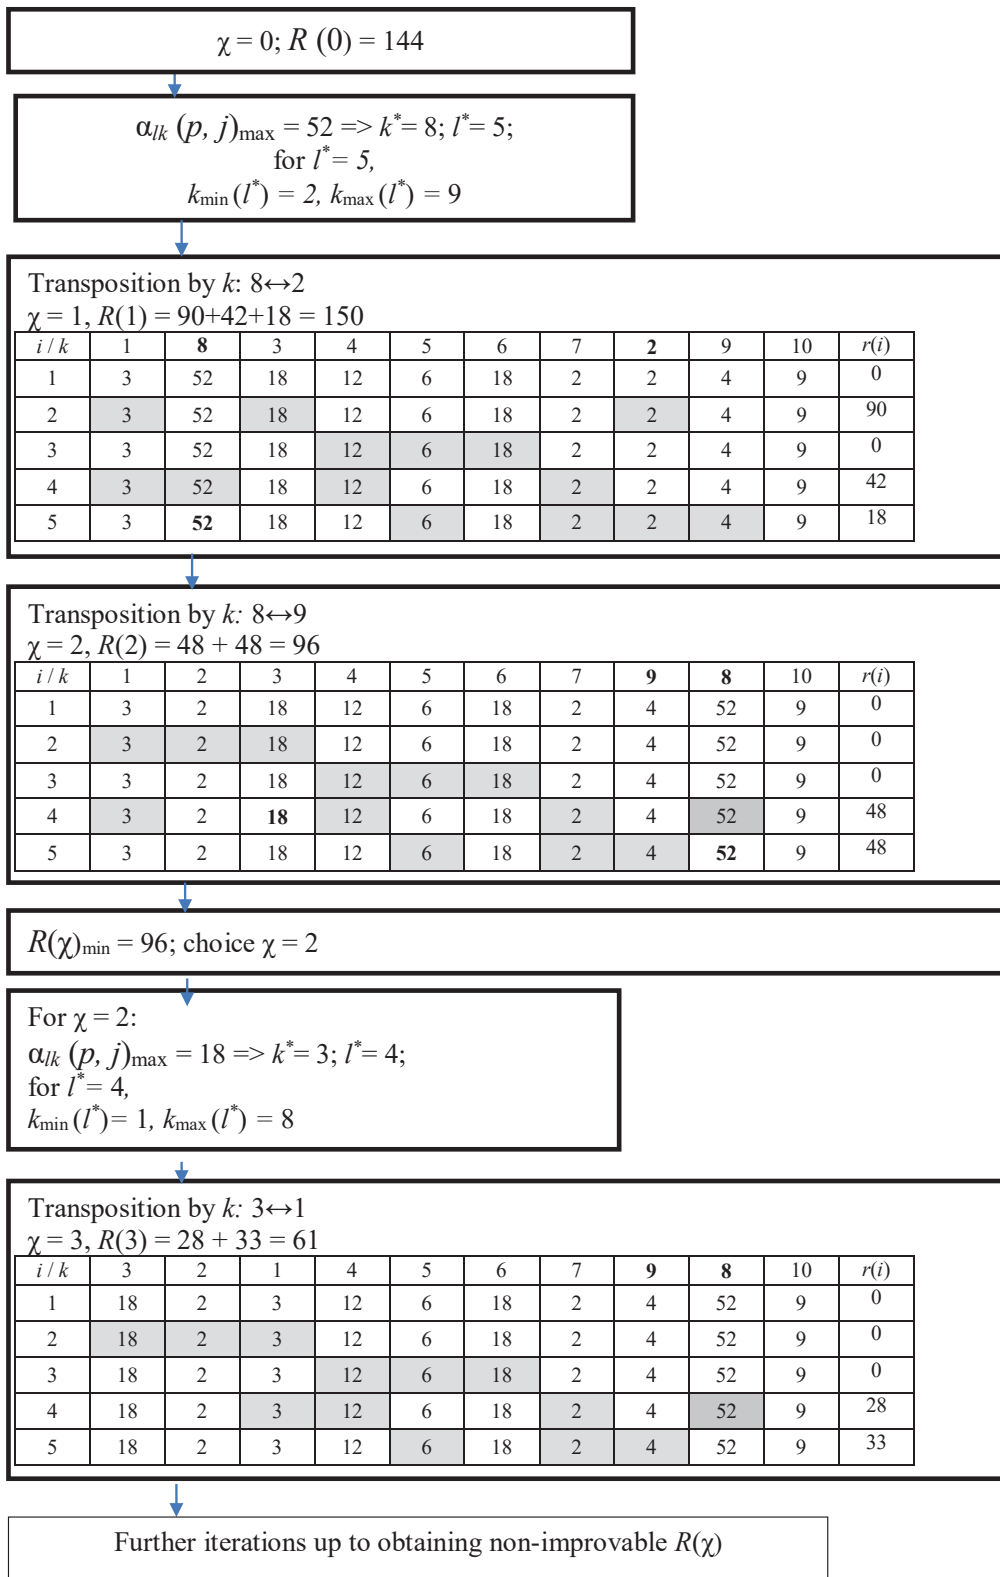 χ = 0; R (0) = 144
αlk (p, j)max = 52 => k* = 8; l* = 5;
for l* = 5,
kmin (l*) = 2, kmax (l*) = 9
Transposition by k: 8↔2
χ = 1, R(1) = 90+42+18 = 150
i / k 1 8 3 4 5 6 7 2 9 10 r(i)
1 3 52 18 12 6 18 2 2 4 9 0
2 3 52 18 12 6 18 2 2 4 9 90
3 3 52 18 12 6 18 2 2 4 9 0
4 3 52 18 12 6 18 2 2 4 9 42
5 3 52 18 12 6 18 2 2 4 9 18
Transposition by k: 8↔9
χ = 2, R(2) = 48 + 48 = 96
i / k 1 2 3 4 5 6 7 9 8 10 r(i)
1 3 2 18 12 6 18 2 4 52 9 0
2 3 2 18 12 6 18 2 4 52 9 0
3 3 2 18 12 6 18 2 4 52 9 0
4 3 2 18 12 6 18 2 4 52 9 48
5 3 2 18 12 6 18 2 4 52 9 48
R(χ)min = 96; choice χ = 2
For χ = 2:
αlk (p, j)max = 18 => k* = 3; l* = 4;
for l* = 4,
kmin (l*)= 1, kmax (l*) = 8
Transposition by k: 3↔1
χ = 3, R(3) = 28 + 33 = 61
i / k 3 2 1 4 5 6 7 9 8 10 r(i)
1 18 2 3 12 6 18 2 4 52 9 0
2 18 2 3 12 6 18 2 4 52 9 0
3 18 2 3 12 6 18 2 4 52 9 0
4 18 2 3 12 6 18 2 4 52 9 28
5 18 2 3 12 6 18 2 4 52 9 33
Further iterations up to obtaining non-improvable R(χ)